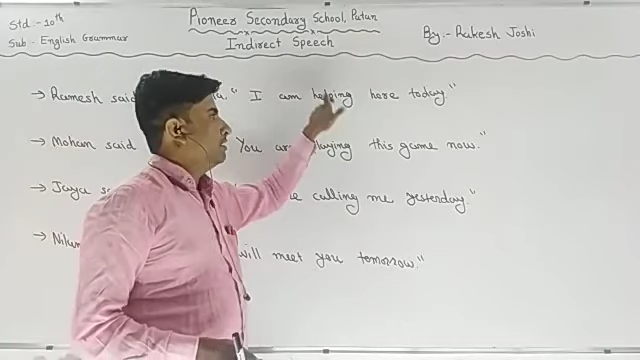 Std - 10th
Sub - English Grammar
Pioneer Secondary School, Patan
Indirect Speech
By:- Rakesh Joshi
→ Ramesh said "I am helping here today."
→ Mohan said You are playing this game now."
→ Jaya calling me yesterday."
→ will meet you tomorrow."